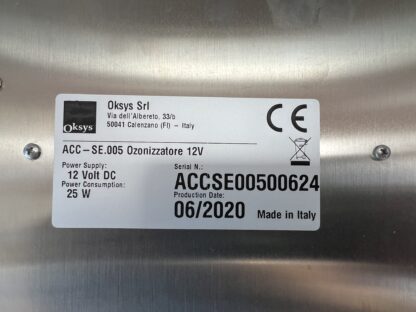 Oksys
Oksys Srl
Via dell'Albereto, 33/b
50041 Calenzano (FI) - Italy
CE
ACC-SE.005 Ozonizzatore 12V
Power Supply:
12 Volt DC
Power Consumption:
25 W
Serial N.:
ACCSE00500624
Production Date:
06/2020 Made in Italy